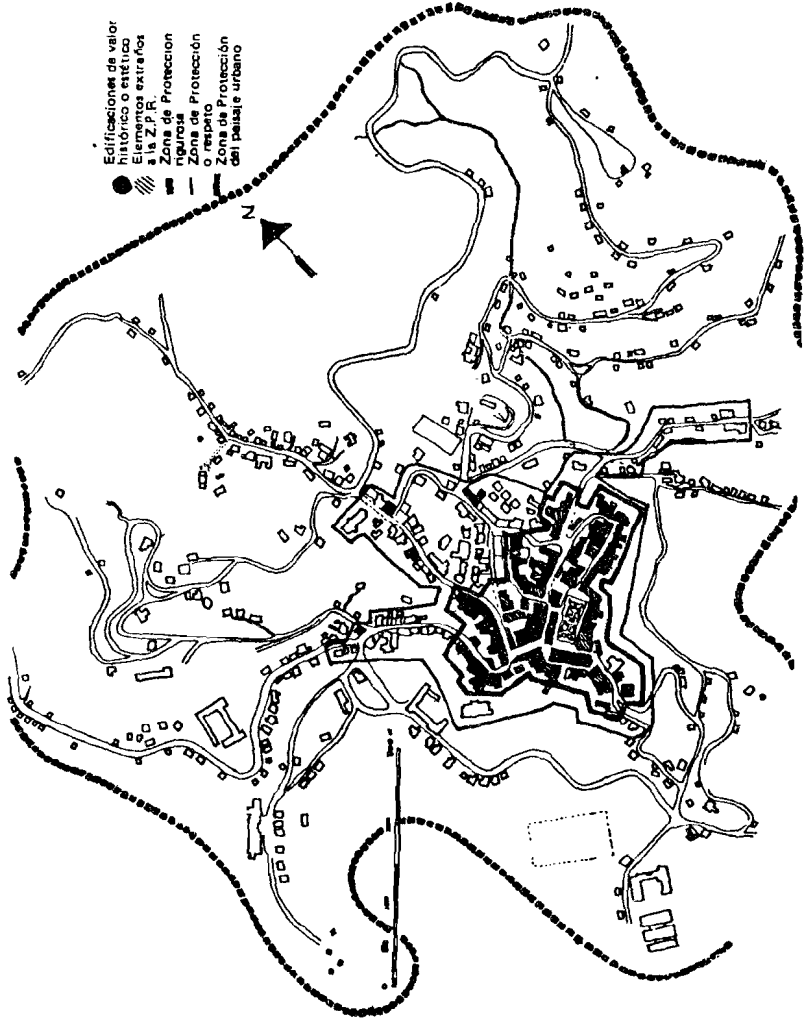 Edificaciones de valor
histórico o estético
Elementos extraños
a la Z.P.R.
Zona de Proteccion
rigurosa
Zona de Protección
o respeto
Zona de Protección
del paisaje urbano
N